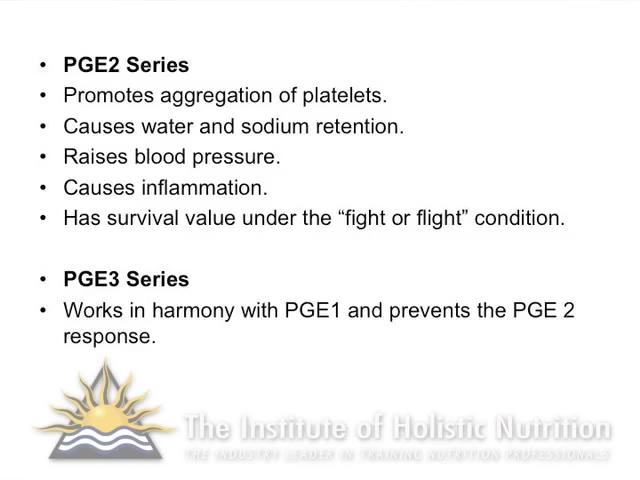 • PGE2 Series
• Promotes aggregation of platelets.
• Causes water and sodium retention.
• Raises blood pressure.
• Causes inflammation.
• Has survival value under the “fight or flight” condition.
• PGE3 Series
• Works in harmony with PGE1 and prevents the PGE 2
response.
The Institute of Holistic Nutrition
THE INDUSTRY LEADER IN TRAINING NUTRITION PROFESSIONALS